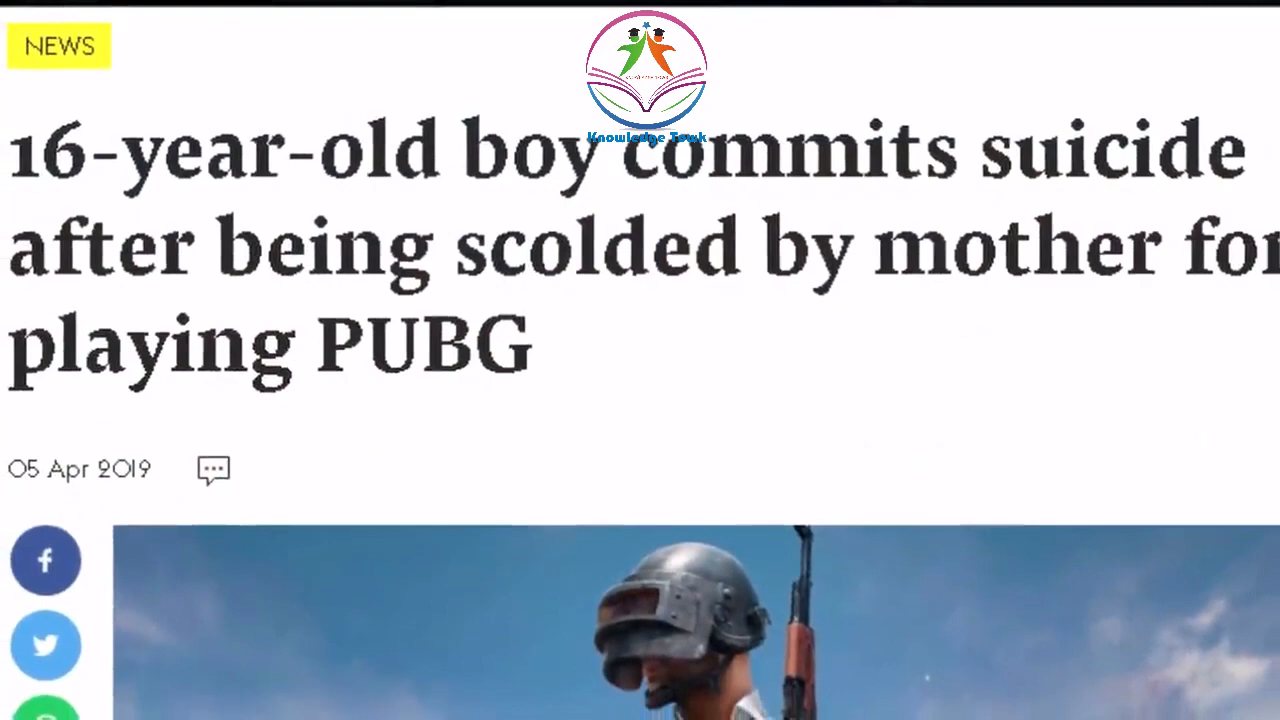 NEWS
Knowledge Towk
16-year-old boy commits suicide
after being scolded by mother for
playing PUBG
05 Apr 2019